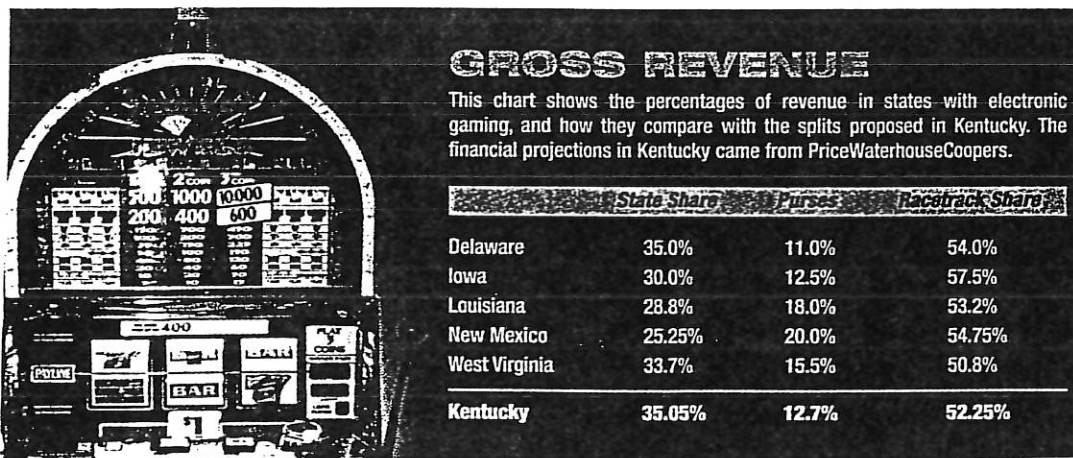 GROSS REVENUE
This chart shows the percentages of revenue in states with electronic
gaming, and how they compare with the splits proposed in Kentucky. The
financial projections in Kentucky came from PriceWaterhouseCoopers.
State Share Purses Racetrack Share
Delaware 35.0% 11.0% 54.0%
Iowa 30.0% 12.5% 57.5%
Louisiana 28.8% 18.0% 53.2%
New Mexico 25.25% 20.0% 54.75%
West Virginia 33.7% 15.5% 50.8%
Kentucky 35.05% 12.7% 52.25%
1000 10,000
200 400 600
400
PLAY
COINS
PAYLINE
BAR
$1